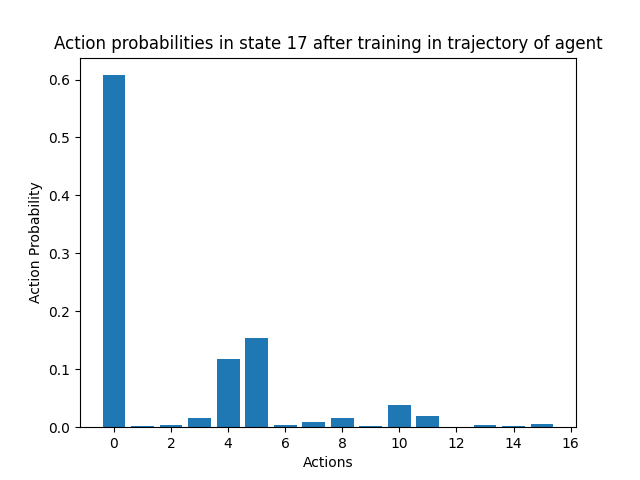 Action probabilities in state 17 after training in trajectory of agent
0.6
0.5
0.4
0.3
0.2
0.1
0.0
Action Probability
0 2 4 6 8 10 12 14 16
Actions